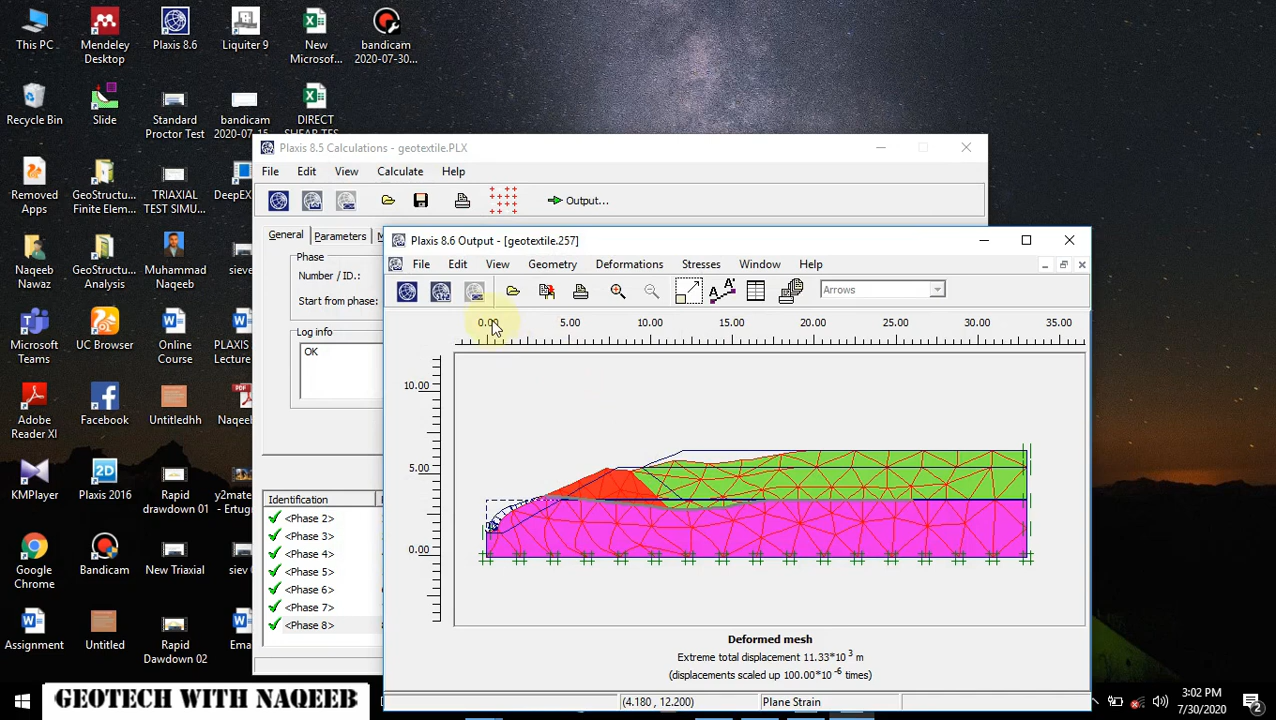 This PC
Mendeley
Desktop
Plaxis 8.6
Liquiter 9
New
Microsof...
bandicam
2020-07-30...
Recycle Bin
Slide
Standard
Proctor Test
bandicam
2020-07-15...
DIRECT
SHEAR TES...
Removed
Apps
GeoStructu...
Finite Elem...
TRIAXIAL
TEST SIMU...
DeepEX
Naqeeb
Nawaz
GeoStructu...
Analysis
Muhammad
Naqeeb
siev
Microsoft
Teams
UC Browser
Online
Course
PLAXIS
Lecture
Adobe
Reader XI
Facebook
Untitledhh
Naqee
KMPlayer
Plaxis 2016
Rapid
drawdown 01
y2mate
- Ertugr
Google
Chrome
Bandicam
New Triaxial
siev
Assignment
Untitled
Rapid
Dawdown 02
Ema
Plaxis 8.5 Calculations - geotextile.PLX
File Edit View Calculate Help
Output...
General Parameters M
Phase
Number / ID.:
Start from phase:
Log info
OK
Identification
<Phase 2>
<Phase 3>
<Phase 4>
<Phase 5>
<Phase 6>
<Phase 7>
<Phase 8>
Plaxis 8.6 Output - [geotextile.257]
File Edit View Geometry Deformations Stresses Window Help
Arrows
0.00 5.00 10.00 15.00 20.00 25.00 30.00 35.00
10.00
5.00
0.00
Deformed mesh
Extreme total displacement 11.33*10 3 m
(displacements scaled up 100.00*10 -6 times)
(4.180 , 12.200) Plane Strain
GEOTECH WITH NAQEEB
3:02 PM
7/30/2020
2